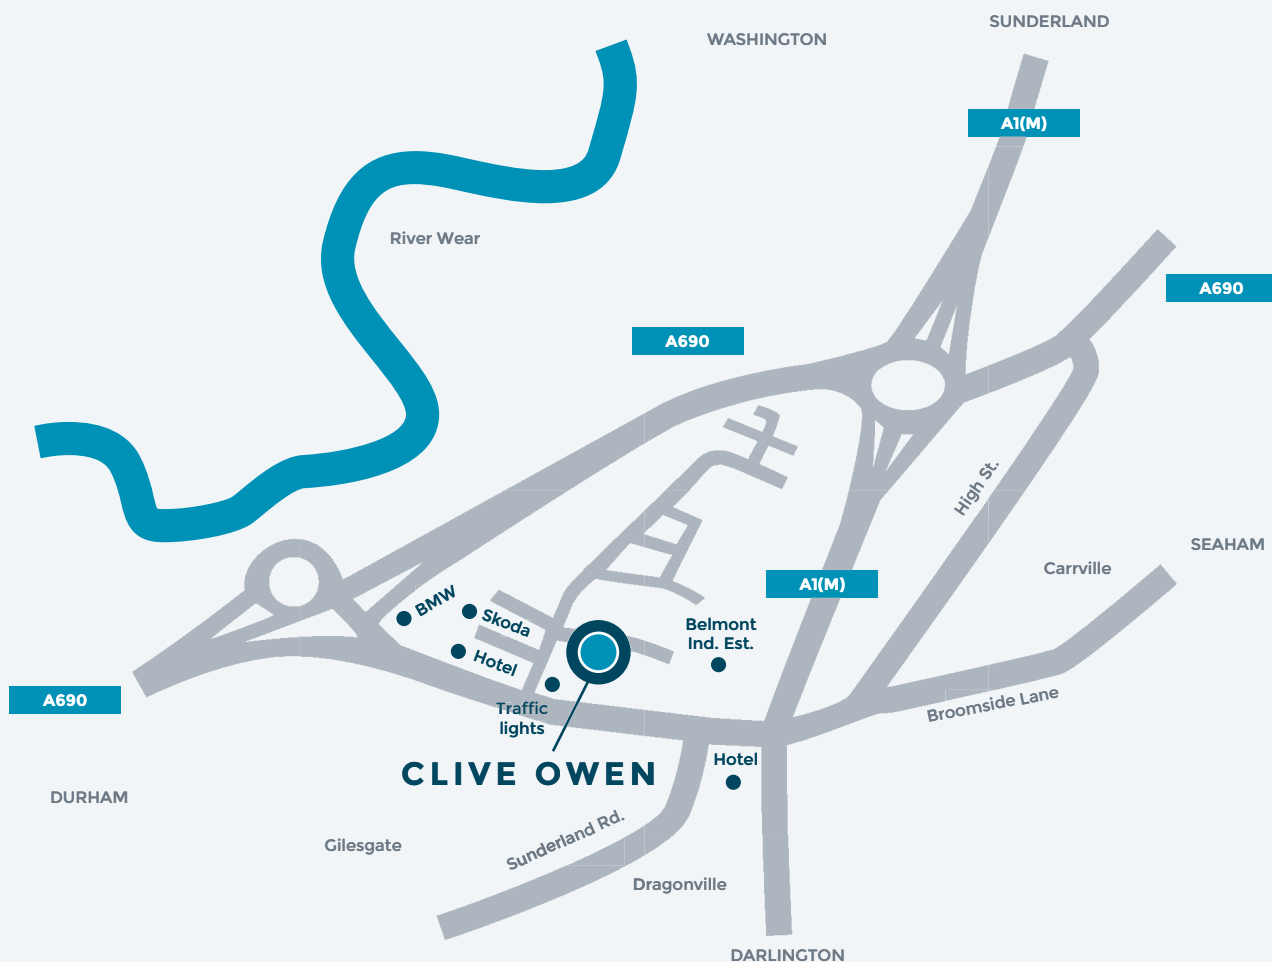 SUNDERLAND
WASHINGTON
A1(M)
River Wear
A690
A690
High St.
SEAHAM
Carrville
A1(M)
BMW
Skoda
Belmont
Ind. Est.
Hotel
A690
Traffic
lights
Broomside Lane
Hotel
CLIVE OWEN
DURHAM
Sunderland Rd.
Gilesgate
Dragonville
DARLINGTON